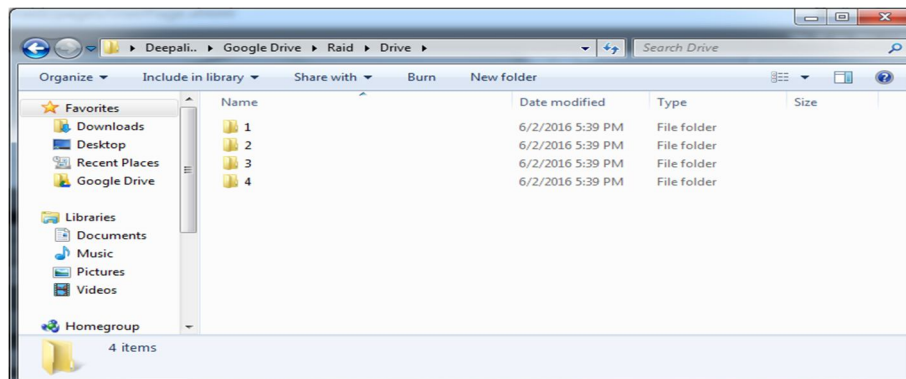 Deepali.. ▸ Google Drive ▸ Raid ▸ Drive ▸
Search Drive
Organize Include in library Share with Burn New folder
Favorites
Downloads
Desktop
Recent Places
Google Drive
Libraries
Documents
Music
Pictures
Videos
Homegroup
Name Date modified Type Size
1 6/2/2016 5:39 PM File folder
2 6/2/2016 5:39 PM File folder
3 6/2/2016 5:39 PM File folder
4 6/2/2016 5:39 PM File folder
4 items